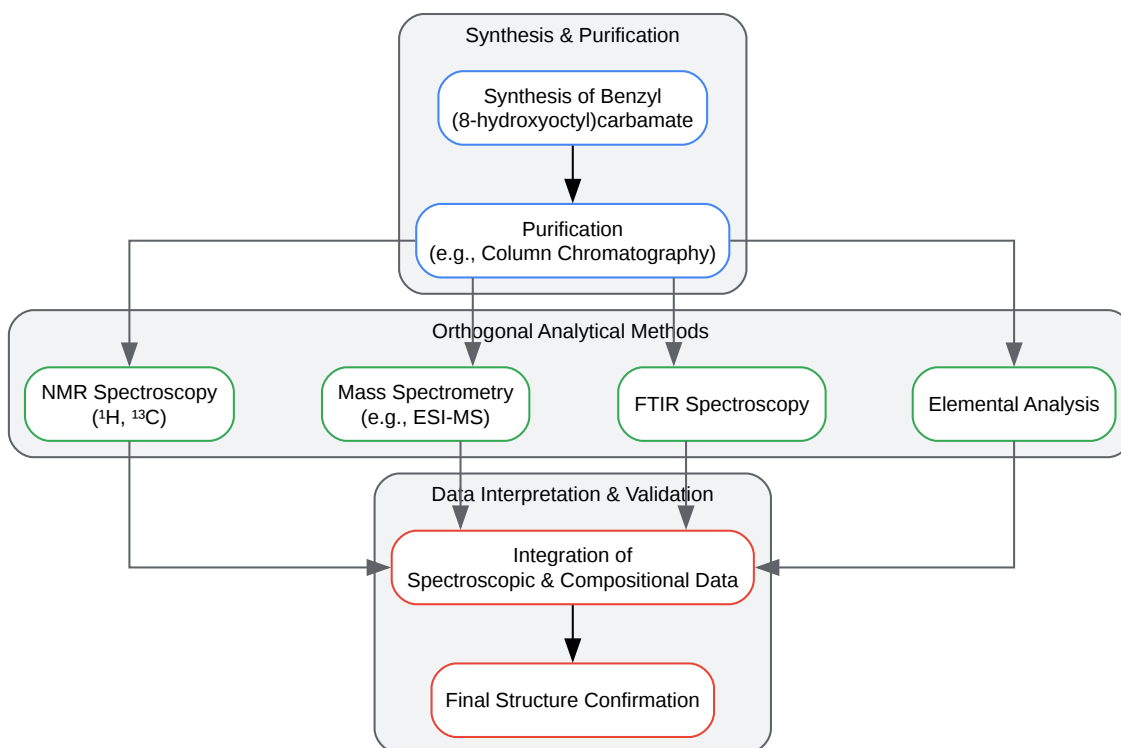 Synthesis & Purification
Synthesis of Benzyl
(8-hydroxyoctyl)carbamate
Purification
(e.g., Column Chromatography)
Orthogonal Analytical Methods
NMR Spectroscopy
(¹H, ¹³C)
Mass Spectrometry
(e.g., ESI-MS)
FTIR Spectroscopy
Elemental Analysis
Data Interpretation & Validation
Integration of
Spectroscopic & Compositional Data
Final Structure Confirmation